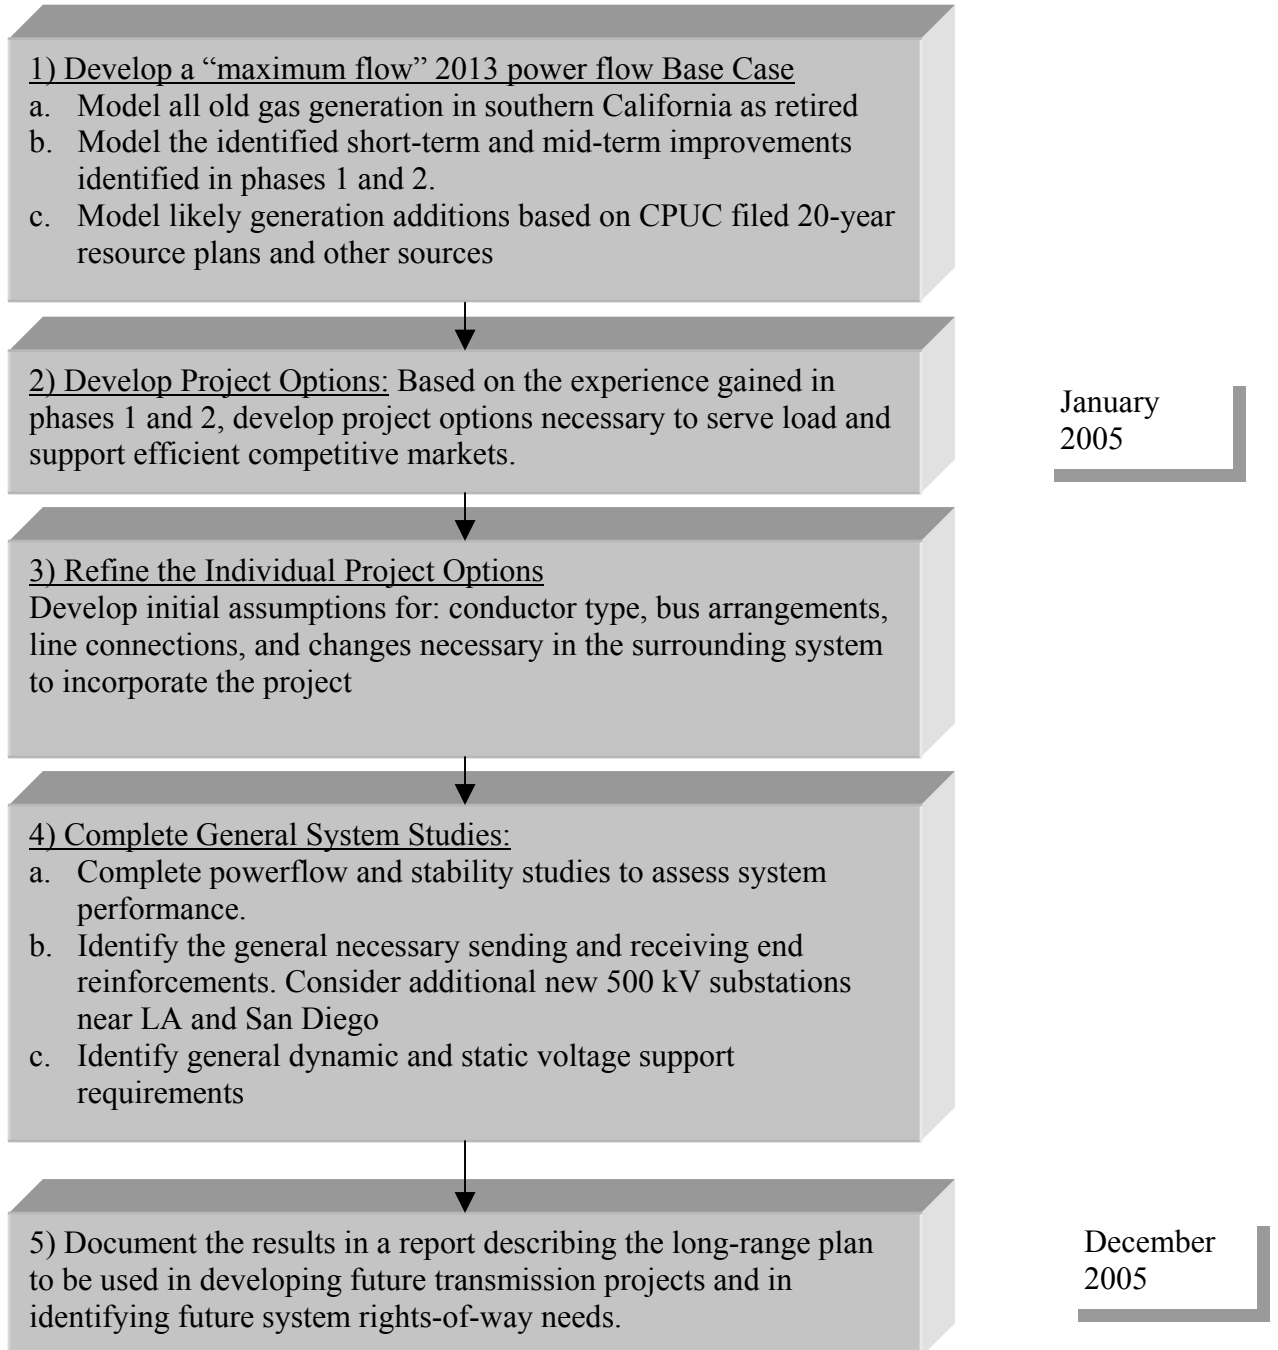 1) Develop a “maximum flow” 2013 power flow Base Case
a. Model all old gas generation in southern California as retired
b. Model the identified short-term and mid-term improvements
identified in phases 1 and 2.
c. Model likely generation additions based on CPUC filed 20-year
resource plans and other sources
2) Develop Project Options: Based on the experience gained in
phases 1 and 2, develop project options necessary to serve load and
support efficient competitive markets.
January
2005
3) Refine the Individual Project Options
Develop initial assumptions for: conductor type, bus arrangements,
line connections, and changes necessary in the surrounding system
to incorporate the project
4) Complete General System Studies:
a. Complete powerflow and stability studies to assess system
performance.
b. Identify the general necessary sending and receiving end
reinforcements. Consider additional new 500 kV substations
near LA and San Diego
c. Identify general dynamic and static voltage support
requirements
5) Document the results in a report describing the long-range plan
to be used in developing future transmission projects and in
identifying future system rights-of-way needs.
December
2005